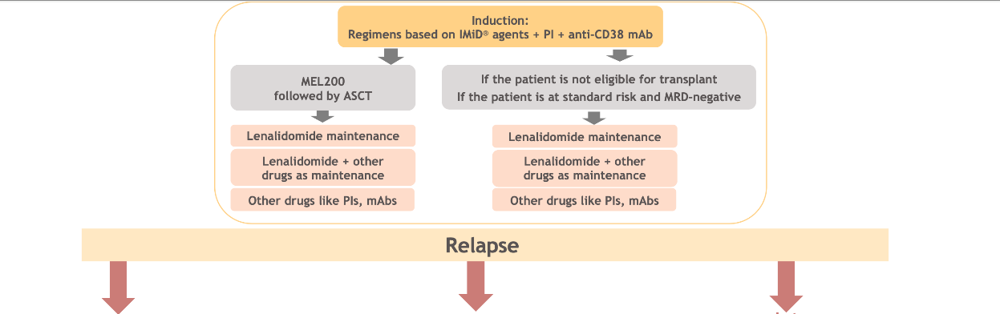 Induction:
Regimens based on IMiD® agents + PI + anti-CD38 mAb
MEL200
followed by ASCT
If the patient is not eligible for transplant
If the patient is at standard risk and MRD-negative
Lenalidomide maintenance
Lenalidomide + other
drugs as maintenance
Other drugs like PIs, mAbs
Lenalidomide maintenance
Lenalidomide + other
drugs as maintenance
Other drugs like PIs, mAbs
Relapse